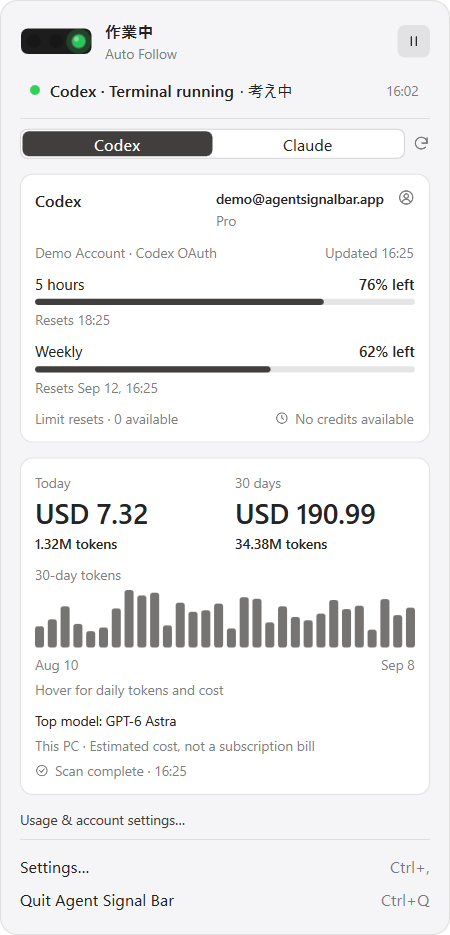 作業中
Auto Follow
Codex · Terminal running · 考え中 16:02
Codex Claude
Codex demo@agentsignalbar.app
Pro
Demo Account · Codex OAuth Updated 16:25
5 hours 76% left
Resets 18:25
Weekly 62% left
Resets Sep 12, 16:25
Limit resets · 0 available No credits available
Today 30 days
USD 7.32 USD 190.99
1.32M tokens 34.38M tokens
30-day tokens
Aug 10 Sep 8
Hover for daily tokens and cost
Top model: GPT-6 Astra
This PC · Estimated cost, not a subscription bill
Scan complete · 16:25
Usage & account settings...
Settings... Ctrl+,
Quit Agent Signal Bar Ctrl+Q